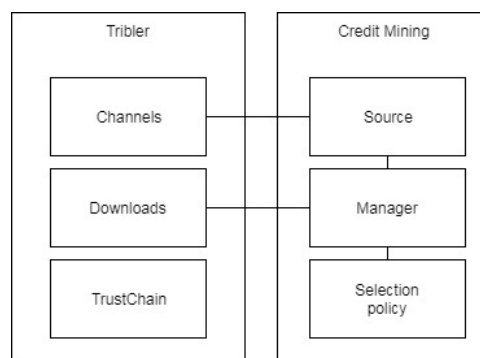 Tribler
Channels
Downloads
TrustChain
Credit Mining
Source
Manager
Selection
policy